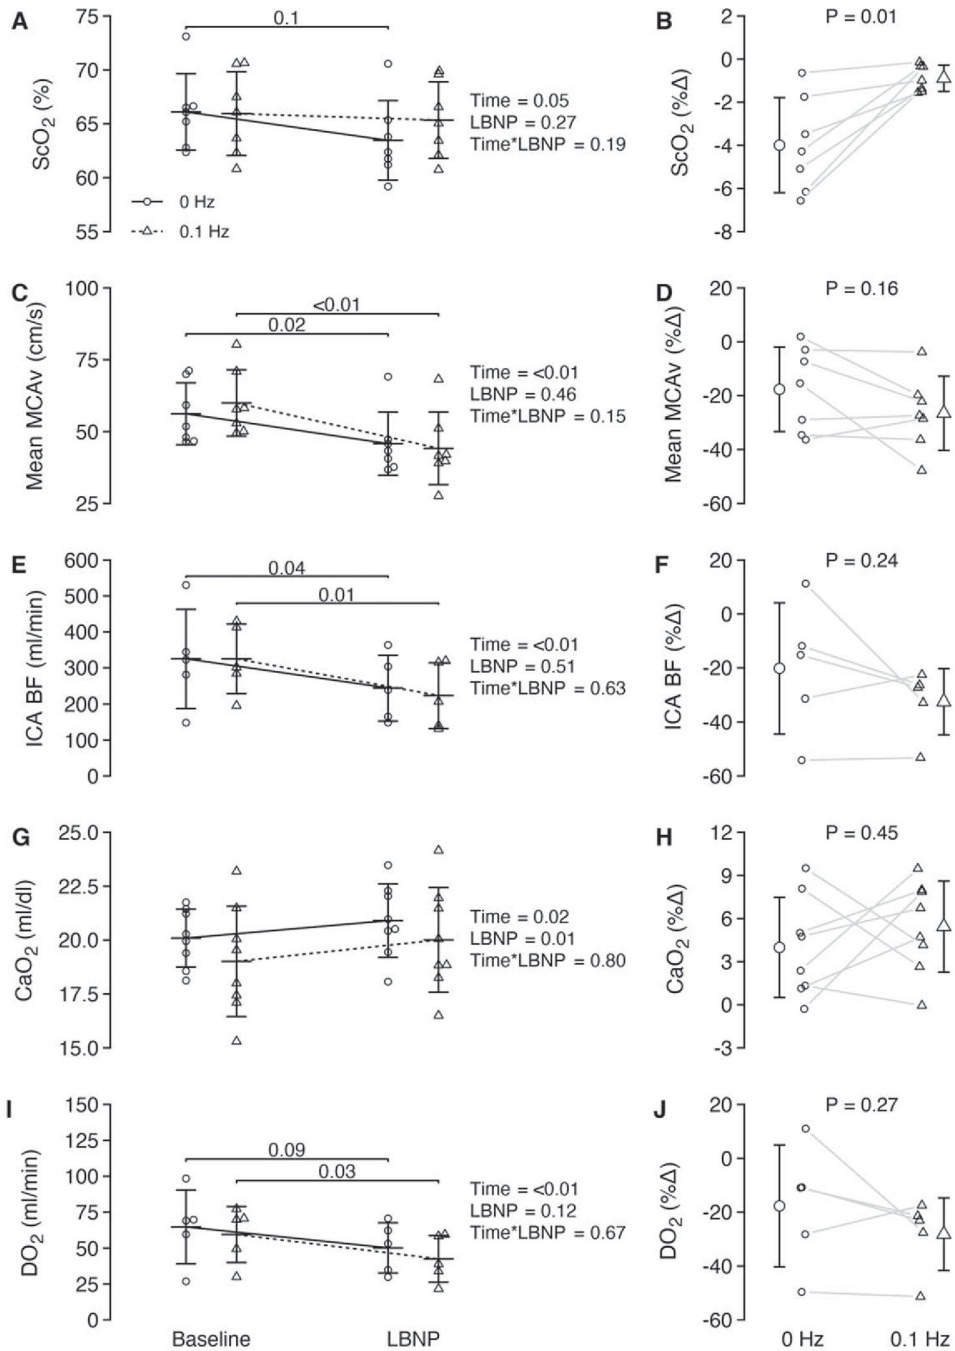 A
ScO2 (%)
75
70
65
60
55
0.1
Time = 0.05
LBNP = 0.27
Time*LBNP = 0.19
0 Hz
0.1 Hz
B
ScO2 (%Δ)
2
0
-2
-4
-6
-8
P = 0.01
C
Mean MCAv (cm/s)
100
75
50
25
<0.01
0.02
Time = <0.01
LBNP = 0.46
Time*LBNP = 0.15
D
Mean MCAv (%Δ)
20
0
-20
-40
-60
P = 0.16
E
ICA BF (ml/min)
600
500
400
300
200
100
0
0.04
0.01
Time = <0.01
LBNP = 0.51
Time*LBNP = 0.63
F
ICA BF (%Δ)
20
0
-20
-40
-60
P = 0.24
G
CaO2 (ml/dl)
25.0
22.5
20.0
17.5
15.0
Time = 0.02
LBNP = 0.01
Time*LBNP = 0.80
H
CaO2 (%Δ)
12
9
6
3
0
-3
P = 0.45
I
DO2 (ml/min)
150
125
100
75
50
25
0
0.09
0.03
Time = <0.01
LBNP = 0.12
Time*LBNP = 0.67
Baseline
LBNP
J
DO2 (%Δ)
20
0
-20
-40
-60
P = 0.27
0 Hz
0.1 Hz